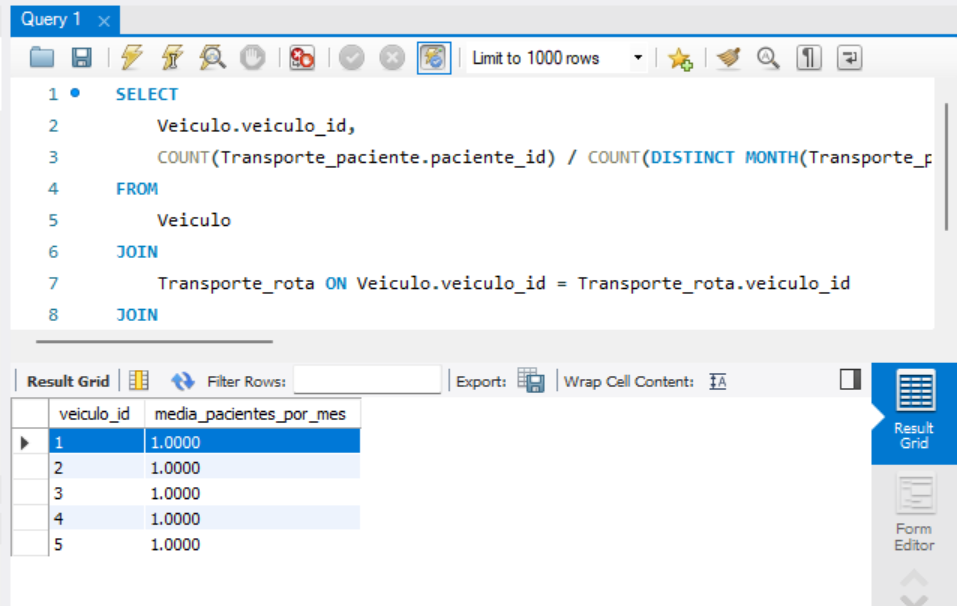 Query 1
Limit to 1000 rows
1 SELECT
2 Veiculo.veiculo_id,
3 COUNT(Transporte_paciente.paciente_id) / COUNT(DISTINCT MONTH(Transporte_p
4 FROM
5 Veiculo
6 JOIN
7 Transporte_rota ON Veiculo.veiculo_id = Transporte_rota.veiculo_id
8 JOIN
Result Grid Filter Rows: Export: Wrap Cell Content:
veiculo_id media_pacientes_por_mes
1 1.0000
2 1.0000
3 1.0000
4 1.0000
5 1.0000
Result
Grid
Form
Editor